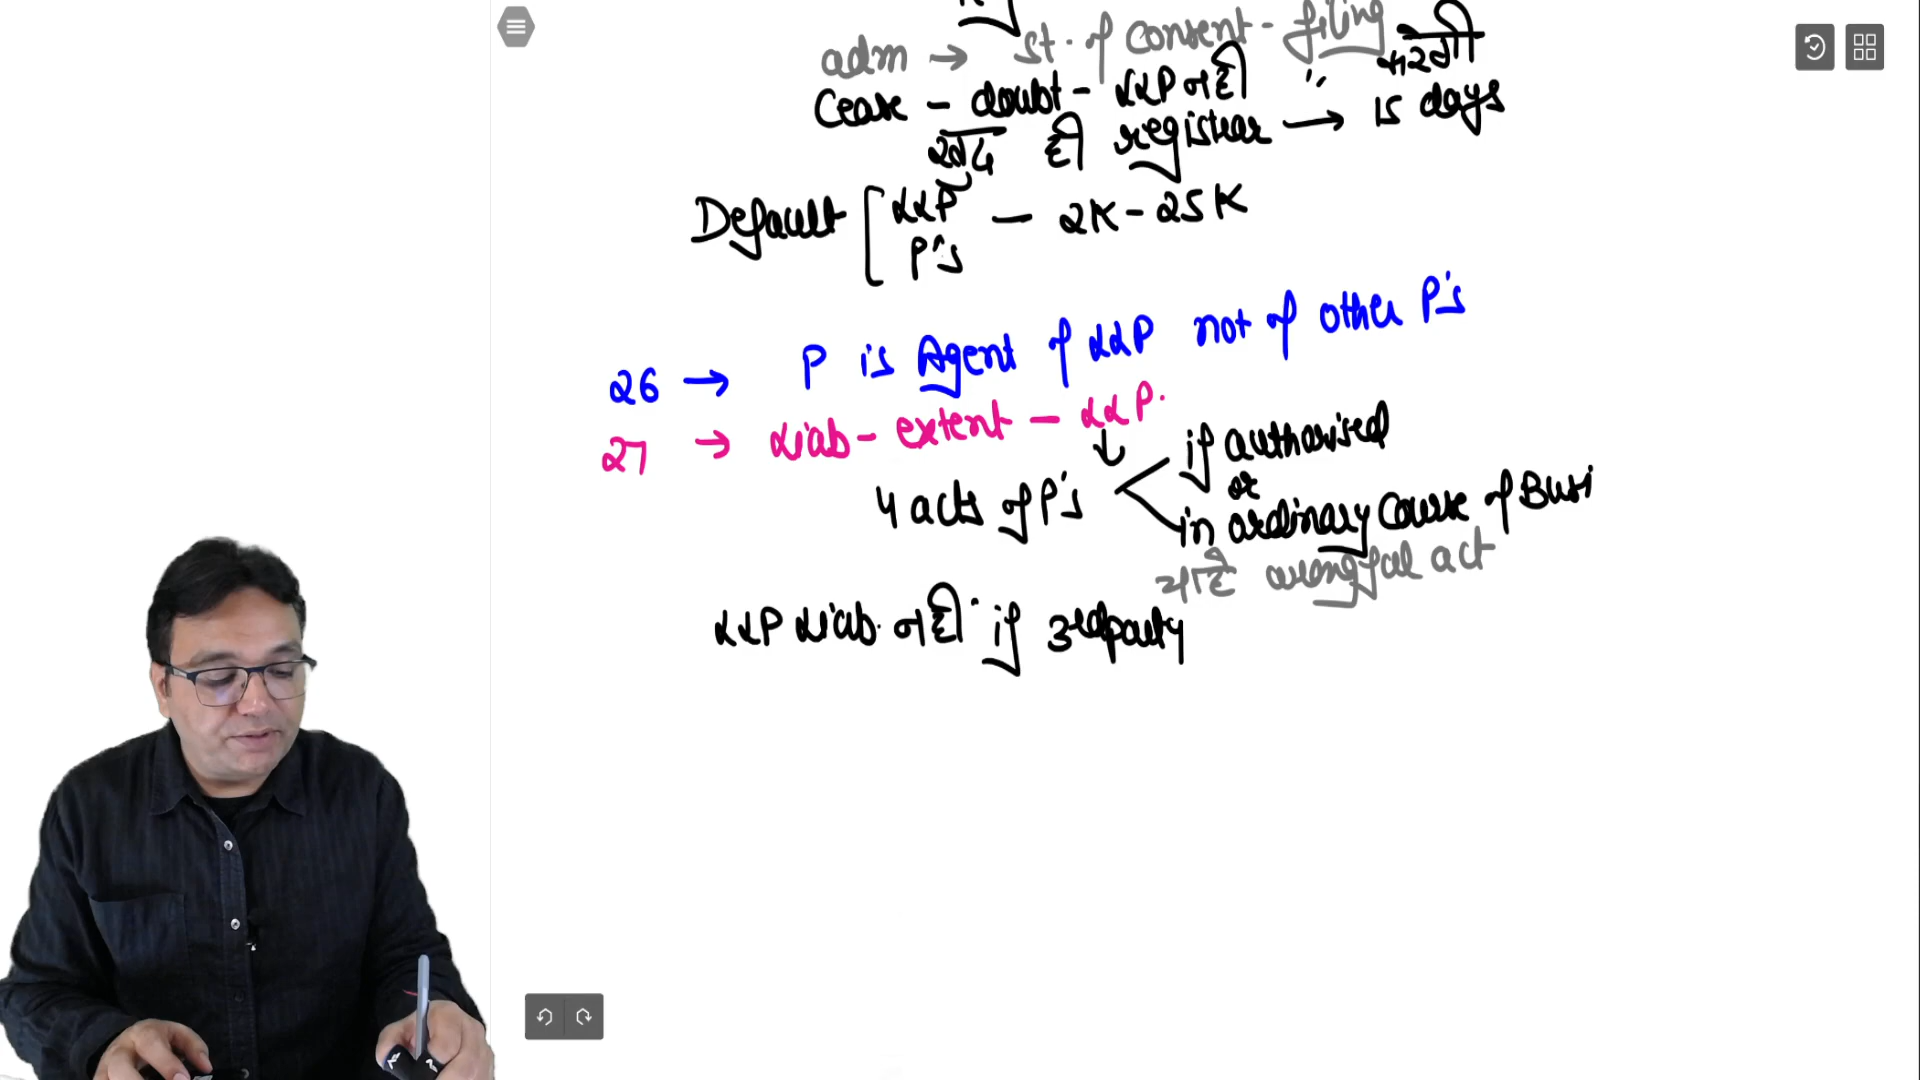 adm → st. of consent - filing करेगी
Cease - doubt - LLP नहीं "
खुद ही registrar → 15 days
Default [ LLP — 2K - 25K
P's
26 → P is Agent of LLP not of other P's
27 → Liab - extent - LLP.
if authorised
or
4 acts of P's
in ordinary course of Busi
चाहे wrongful act
LLP Liab. नहीं if 3rd party